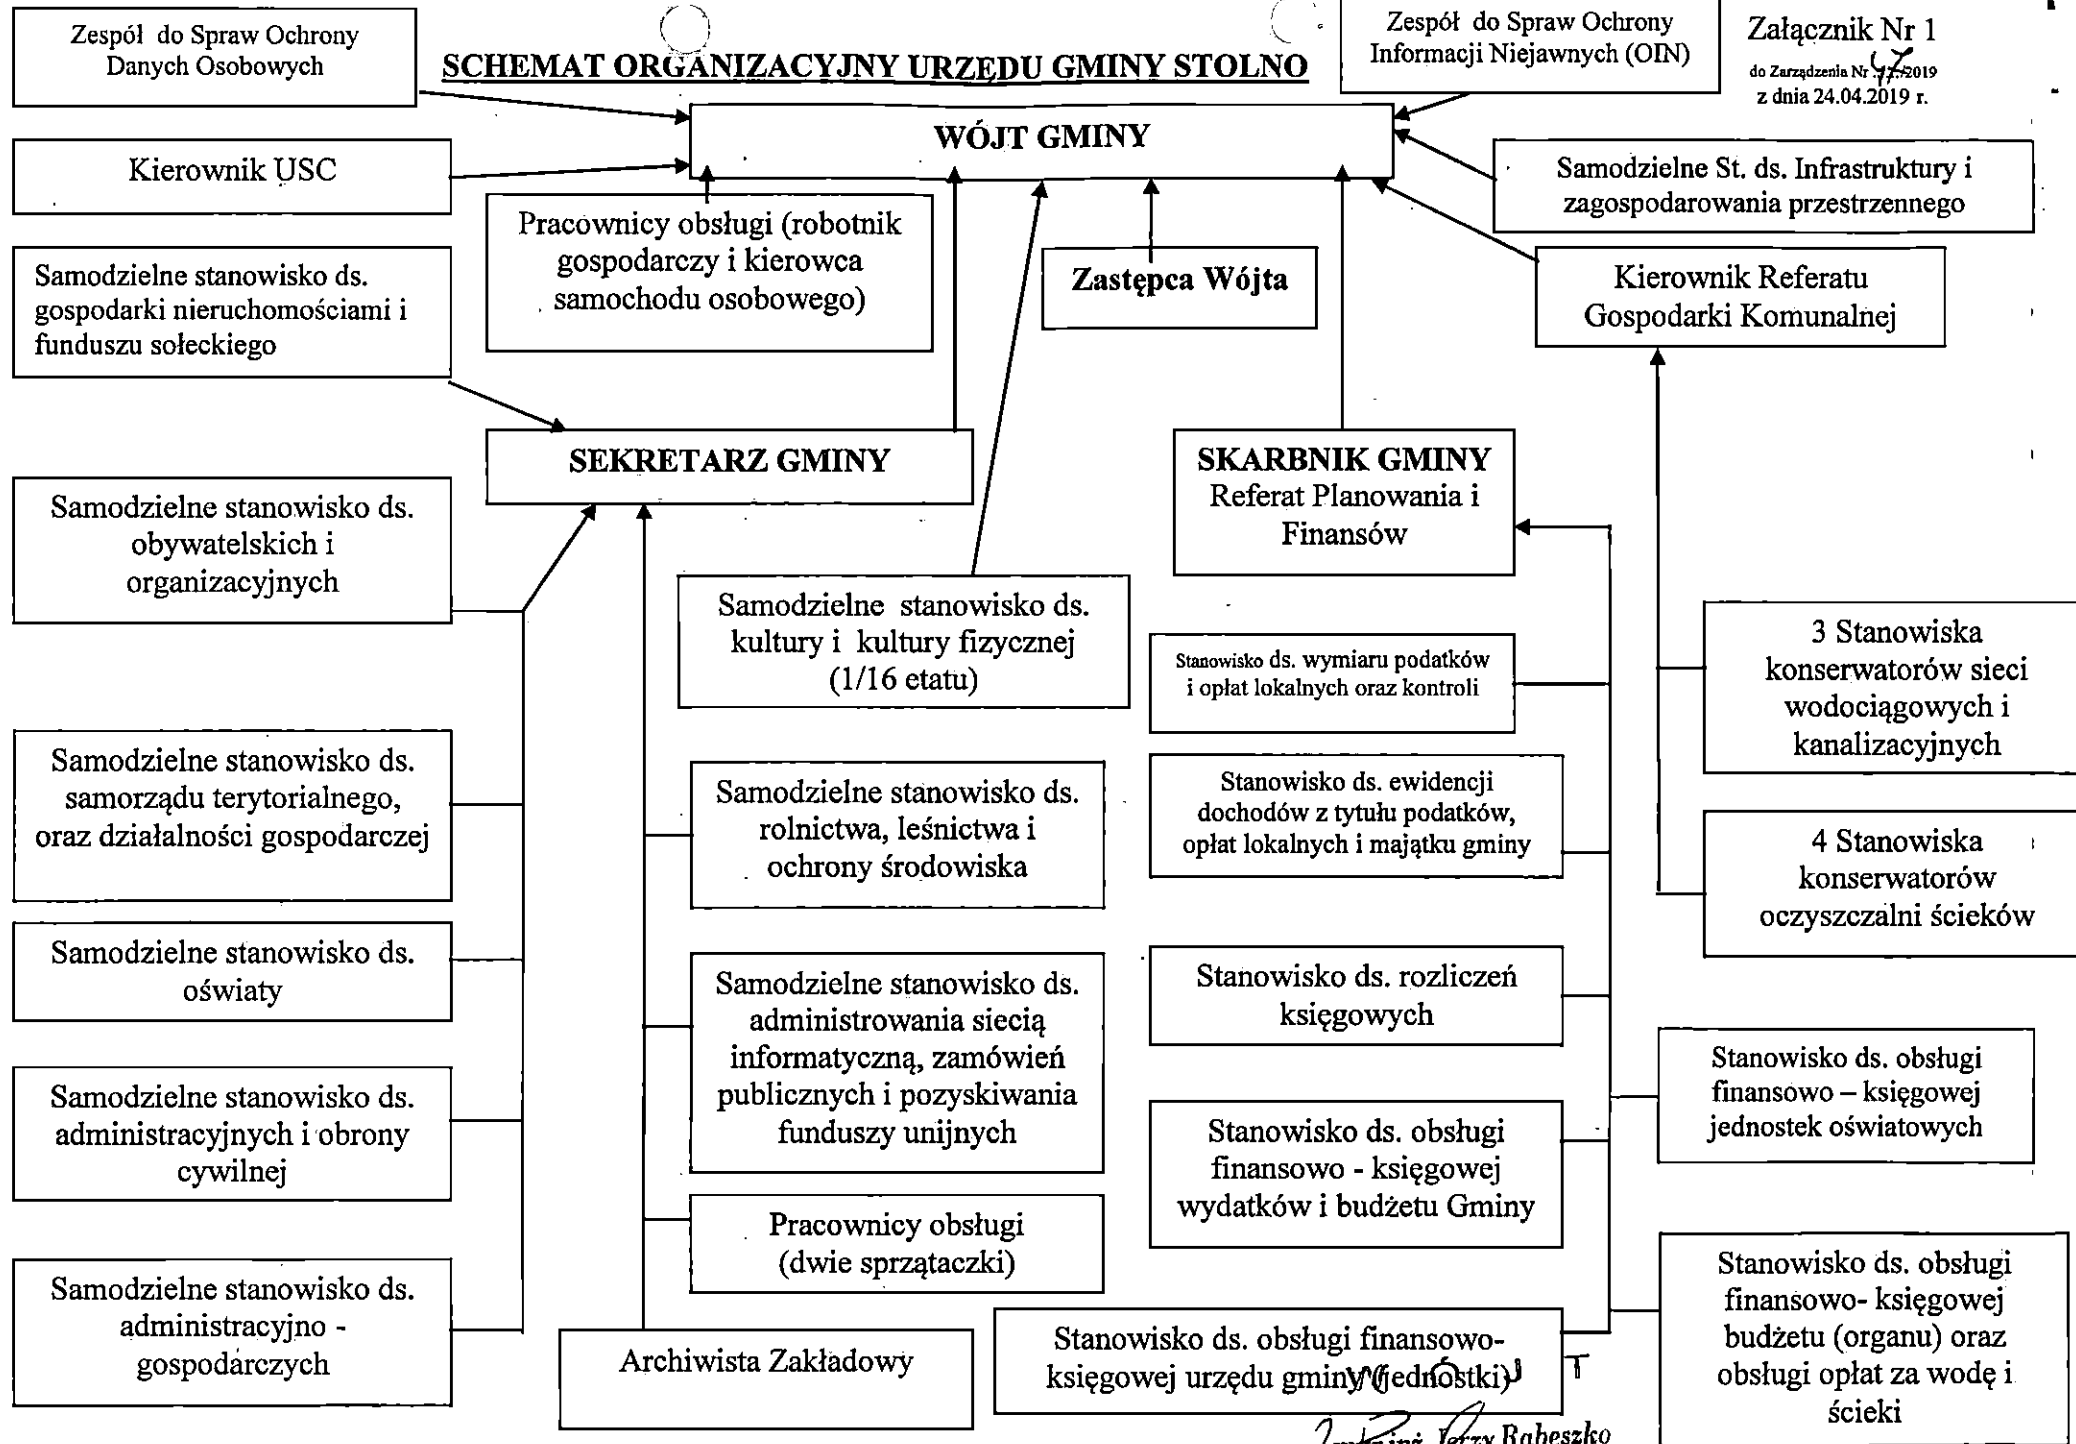 Zespół do Spraw Ochrony
Danych Osobowych
SCHEMAT ORGANIZACYJNY URZĘDU GMINY STOLNO
Zespół do Spraw Ochrony
Informacji Niejawnych (OIN)
Załącznik Nr 1
do Zarządzenia Nr 47/2019
z dnia 24.04.2019 r.
WÓJT GMINY
Kierownik USC
Samodzielne St. ds. Infrastruktury i
zagospodarowania przestrzennego
Pracownicy obsługi (robotnik
gospodarczy i kierowca
samochodu osobowego)
Zastępca Wójta
Kierownik Referatu
Gospodarki Komunalnej
Samodzielne stanowisko ds.
gospodarki nieruchomościami i
funduszu sołeckiego
SEKRETARZ GMINY
SKARBNIK GMINY
Referat Planowania i
Finansów
Samodzielne stanowisko ds.
obywatelskich i
organizacyjnych
Samodzielne stanowisko ds.
kultury i kultury fizycznej
(1/16 etatu)
Stanowisko ds. wymiaru podatków
i opłat lokalnych oraz kontroli
3 Stanowiska
konserwatorów sieci
wodociągowych i
kanalizacyjnych
Samodzielne stanowisko ds.
samorządu terytorialnego,
oraz działalności gospodarczej
Samodzielne stanowisko ds.
rolnictwa, leśnictwa i
ochrony środowiska
Stanowisko ds. ewidencji
dochodów z tytułu podatków,
opłat lokalnych i majątku gminy
4 Stanowiska
konserwatorów
oczyszczalni ścieków
Samodzielne stanowisko ds.
oświaty
Samodzielne stanowisko ds.
administrowania siecią
informatyczną, zamówień
publicznych i pozyskiwania
funduszy unijnych
Stanowisko ds. rozliczeń
księgowych
Stanowisko ds. obsługi
finansowo – księgowej
jednostek oświatowych
Samodzielne stanowisko ds.
administracyjnych i obrony
cywilnej
Stanowisko ds. obsługi
finansowo - księgowej
wydatków i budżetu Gminy
Pracownicy obsługi
(dwie sprzątaczki)
Samodzielne stanowisko ds.
administracyjno -
gospodarczych
Stanowisko ds. obsługi
finansowo- księgowej
budżetu (organu) oraz
obsługi opłat za wodę i
ścieki
Archiwista Zakładowy
Stanowisko ds. obsługi finansowo-
księgowej urzędu gminy (jednostki)
WÓJT
Jerzy Rabeszko